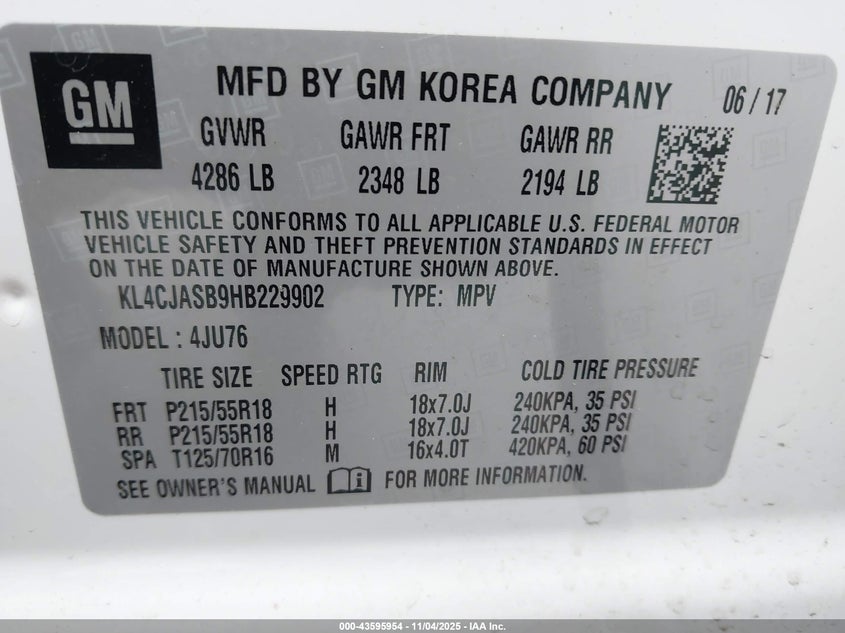 GM
MFD BY GM KOREA COMPANY 06/17
GVWR GAWR FRT GAWR RR
4286 LB 2348 LB 2194 LB
THIS VEHICLE CONFORMS TO ALL APPLICABLE U.S. FEDERAL MOTOR
VEHICLE SAFETY AND THEFT PREVENTION STANDARDS IN EFFECT
ON THE DATE OF MANUFACTURE SHOWN ABOVE.
KL4CJASB9HB229902 TYPE: MPV
MODEL : 4JU76
TIRE SIZE SPEED RTG RIM COLD TIRE PRESSURE
FRT P215/55R18 H 18x7.0J 240KPA, 35 PSI
RR P215/55R18 H 18x7.0J 240KPA, 35 PSI
SPA T125/70R16 M 16x4.0T 420KPA, 60 PSI
SEE OWNER'S MANUAL FOR MORE INFORMATION.
000-43595954 - 11/04/2025 - IAA Inc.